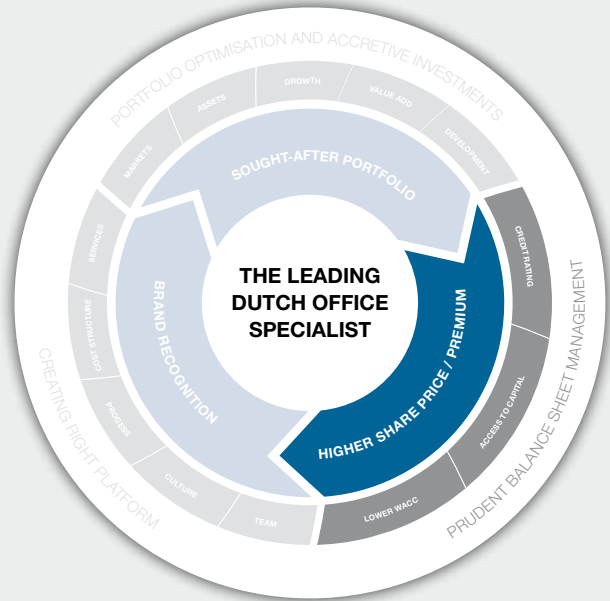 PORTFOLIO OPTIMISATION AND ACCRETIVE INVESTMENTS
MARKETS
ASSETS
GROWTH
VALUE ADD
DEVELOPMENT
SOUGHT-AFTER PORTFOLIO
THE LEADING
DUTCH OFFICE
SPECIALIST
HIGHER SHARE PRICE / PREMIUM
CREDIT RATING
ACCESS TO CAPITAL
LOWER WACC
PRUDENT BALANCE SHEET MANAGEMENT
BRAND RECOGNITION
SERVICES
COST STRUCTURE
PROCESS
CULTURE
TEAM
CREATING RIGHT PLATFORM